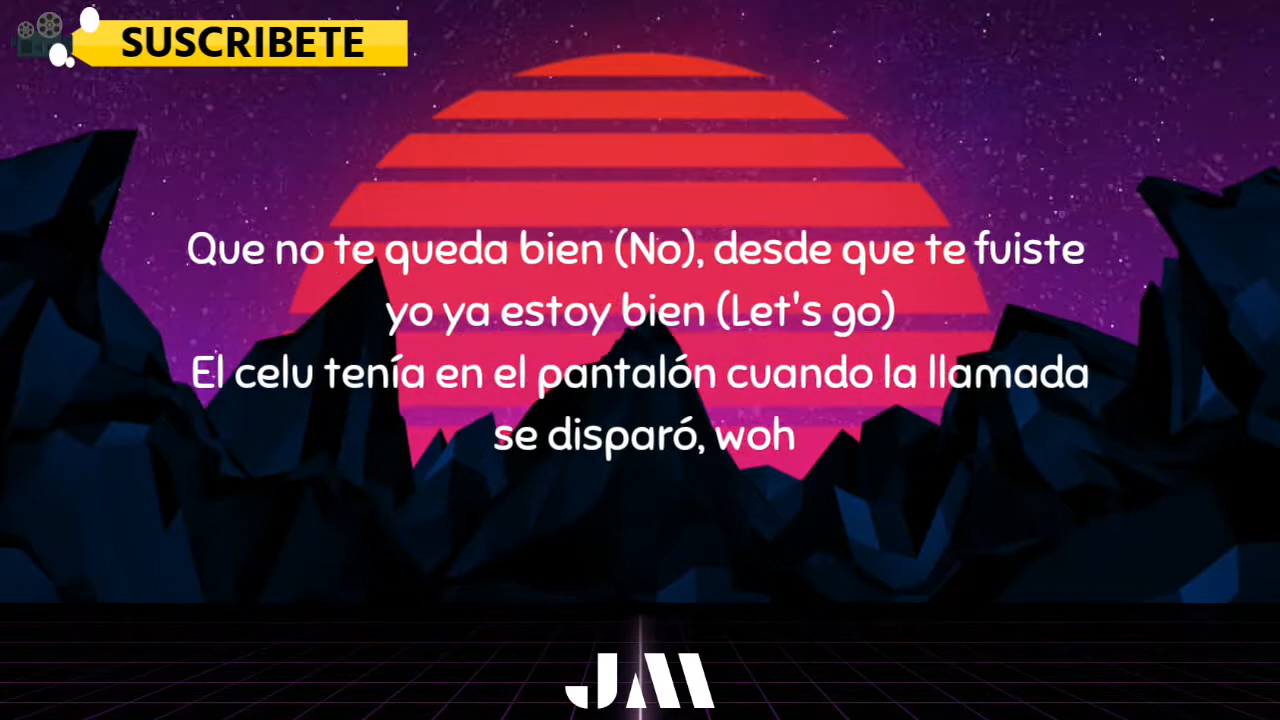 SUSCRIBETE
Que no te queda bien (No), desde que te fuiste
yo ya estoy bien (Let's go)
El celu tenía en el pantalón cuando la llamada
se disparó, woh
JM